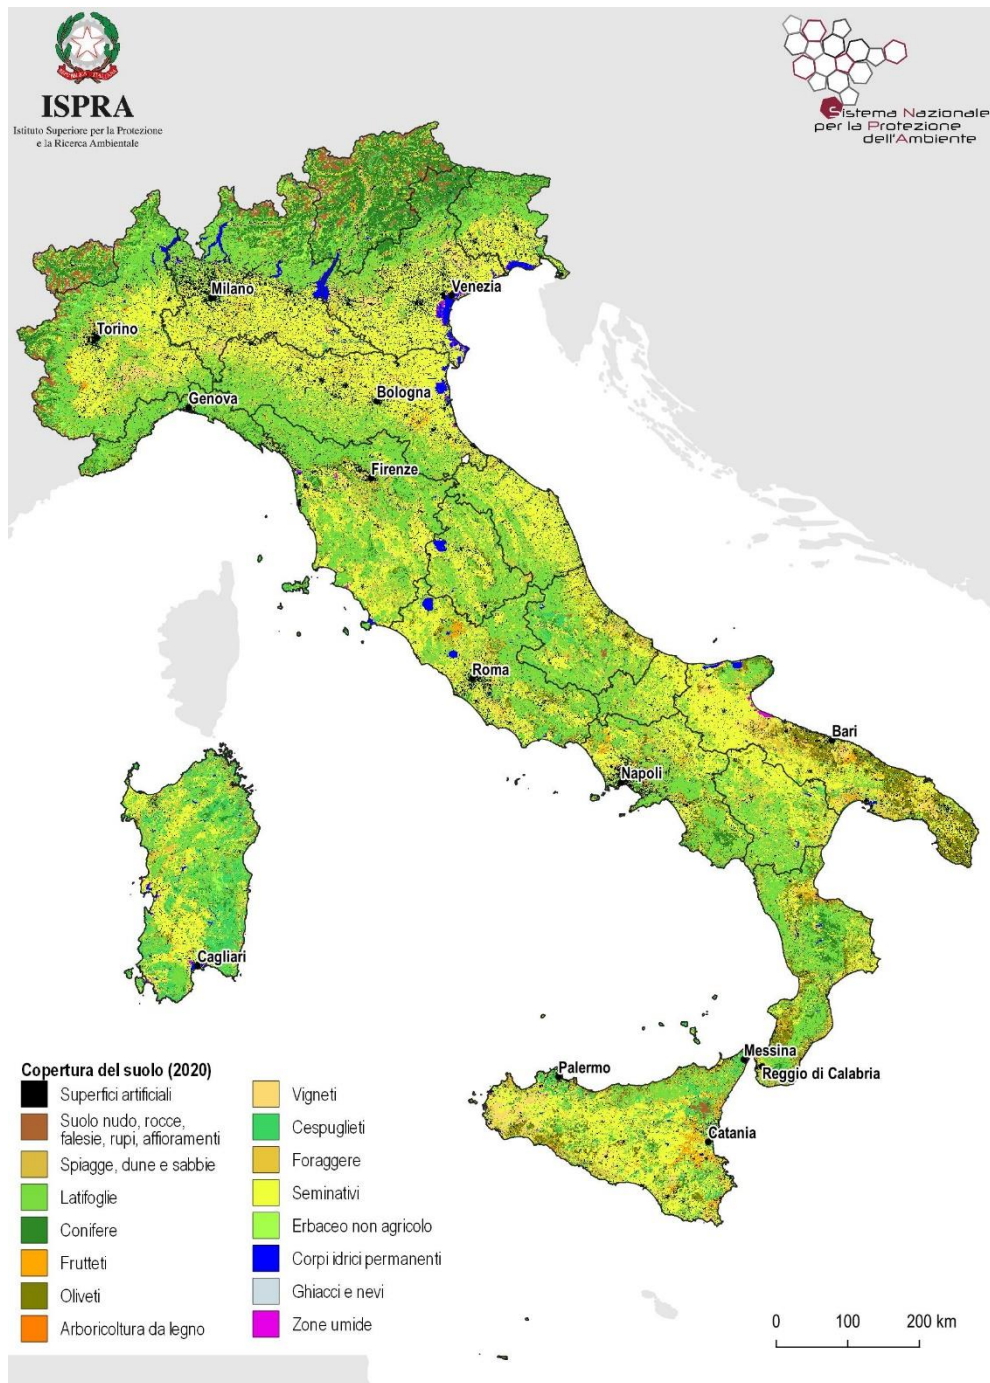 ISPRA
Istituto Superiore per la Protezione
e la Ricerca Ambientale
Sistema Nazionale
per la Protezione
dell'Ambiente
Milano
Venezia
Torino
Genova
Bologna
Firenze
Roma
Bari
Napoli
Cagliari
Messina
Palermo
Reggio di Calabria
Catania
Copertura del suolo (2020)
Superfici artificiali
Suolo nudo, rocce,
falesie, rupi, affioramenti
Spiagge, dune e sabbie
Latifoglie
Conifere
Frutteti
Oliveti
Arboricoltura da legno
Vigneti
Cespuglieti
Foraggere
Seminativi
Erbaceo non agricolo
Corpi idrici permanenti
Ghiacci e nevi
Zone umide
0 100 200 km